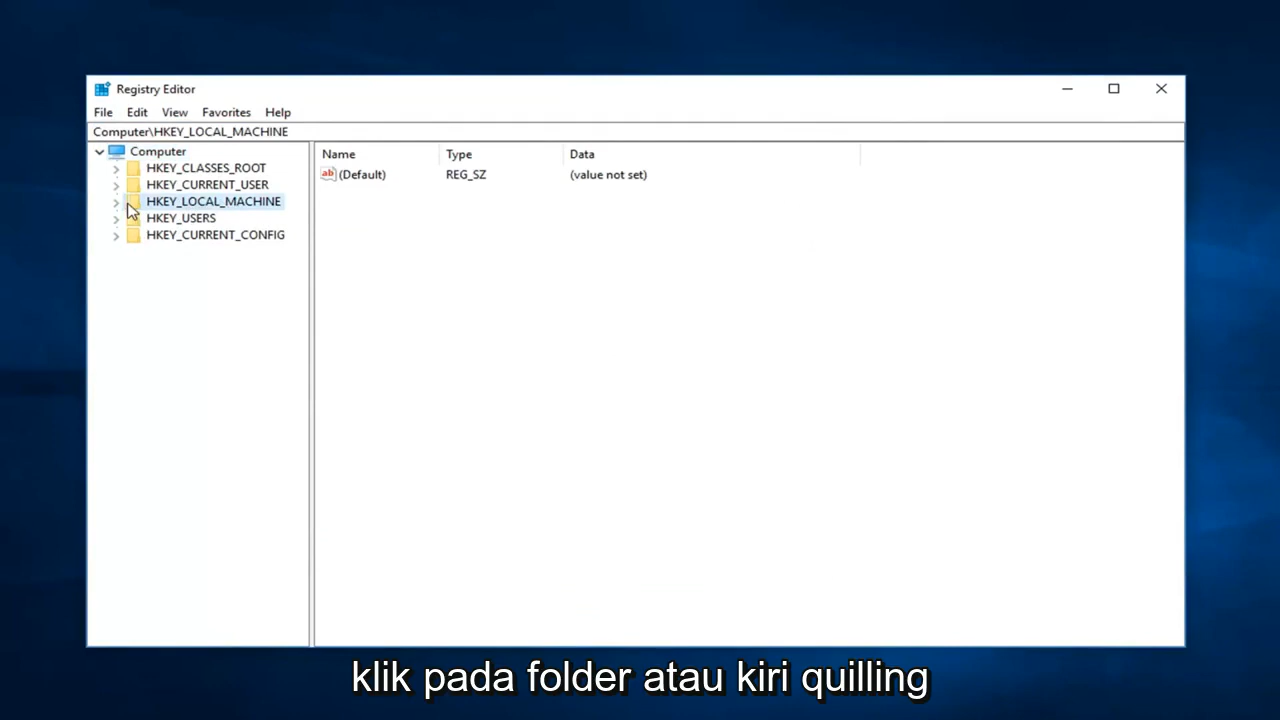 Registry Editor
File Edit View Favorites Help
Computer\HKEY_LOCAL_MACHINE
Computer
HKEY_CLASSES_ROOT
HKEY_CURRENT_USER
HKEY_LOCAL_MACHINE
HKEY_USERS
HKEY_CURRENT_CONFIG
Name Type Data
ab (Default) REG_SZ (value not set)
klik pada folder atau kiri quilling